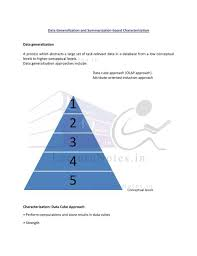 Data Generalization and Summarization-based Characterization
Data generalization
A process which abstracts a large set of task-relevant data in a database from a low conceptual
levels to higher conceptual levels.
Data generalization approaches include:
Data cube approach (OLAP approach)
Attribute-oriented induction approach
1
2
3
4
5
Conceptual levels
Characterization: Data Cube Approach
> Perform computations and store results in data cubes
> Strength